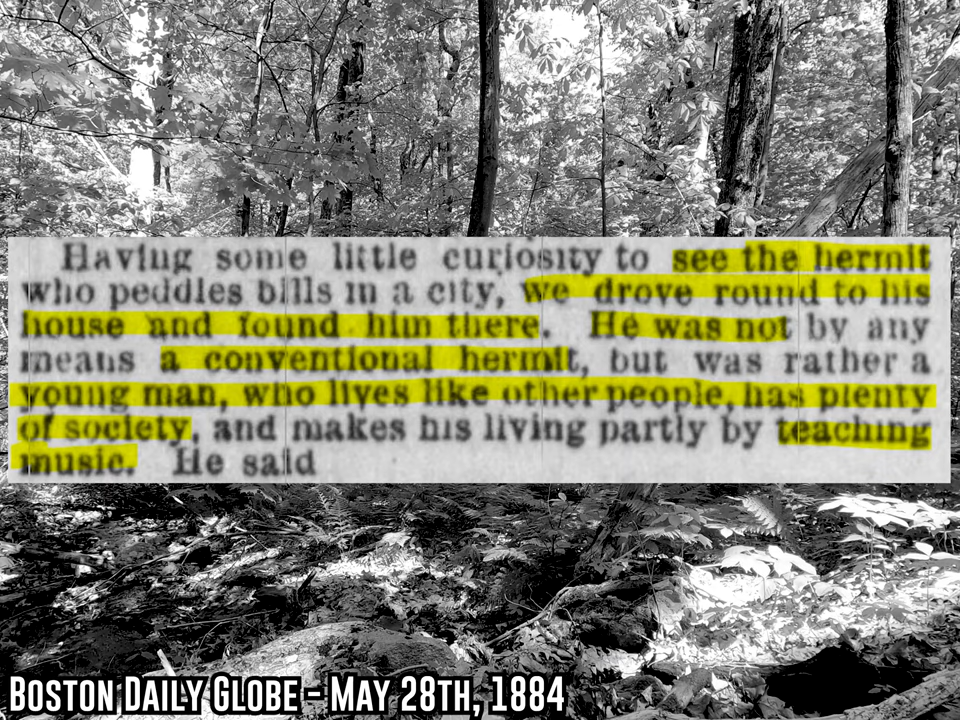 Having some little curiosity to see the hermit
who peddles bills in a city, we drove round to his
house and found him there. He was not by any
means a conventional hermit, but was rather a
young man, who lives like other people, has plenty
of society, and makes his living partly by teaching
music. He said
BOSTON DAILY GLOBE - MAY 28TH, 1884